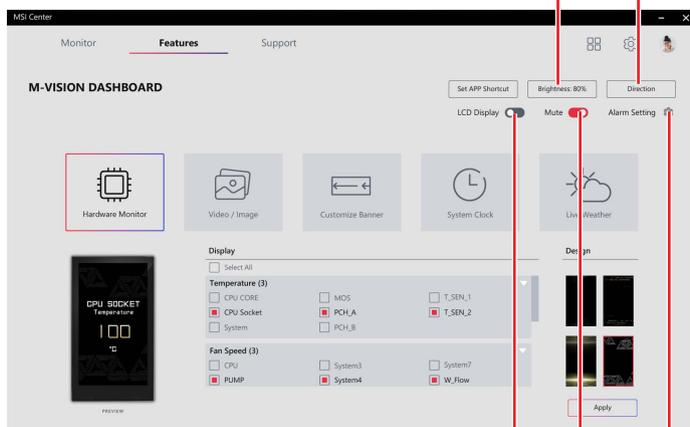 MSI Center
Monitor Features Support
M-VISION DASHBOARD
Set APP Shortcut Brightness: 80% Direction
LCD Display Mute Alarm Setting
Hardware Monitor Video / Image Customize Banner System Clock Live Weather
Display Design
Select All
Temperature (3)
CPU CORE MOS T_SEN_1
CPU Socket PCH_A T_SEN_2
System PCH_B
Fan Speed (3)
CPU System3 System7
PUMP System4 W_Flow
CPU SOCKET
Temperature
100
°C
PREVIEW
Apply